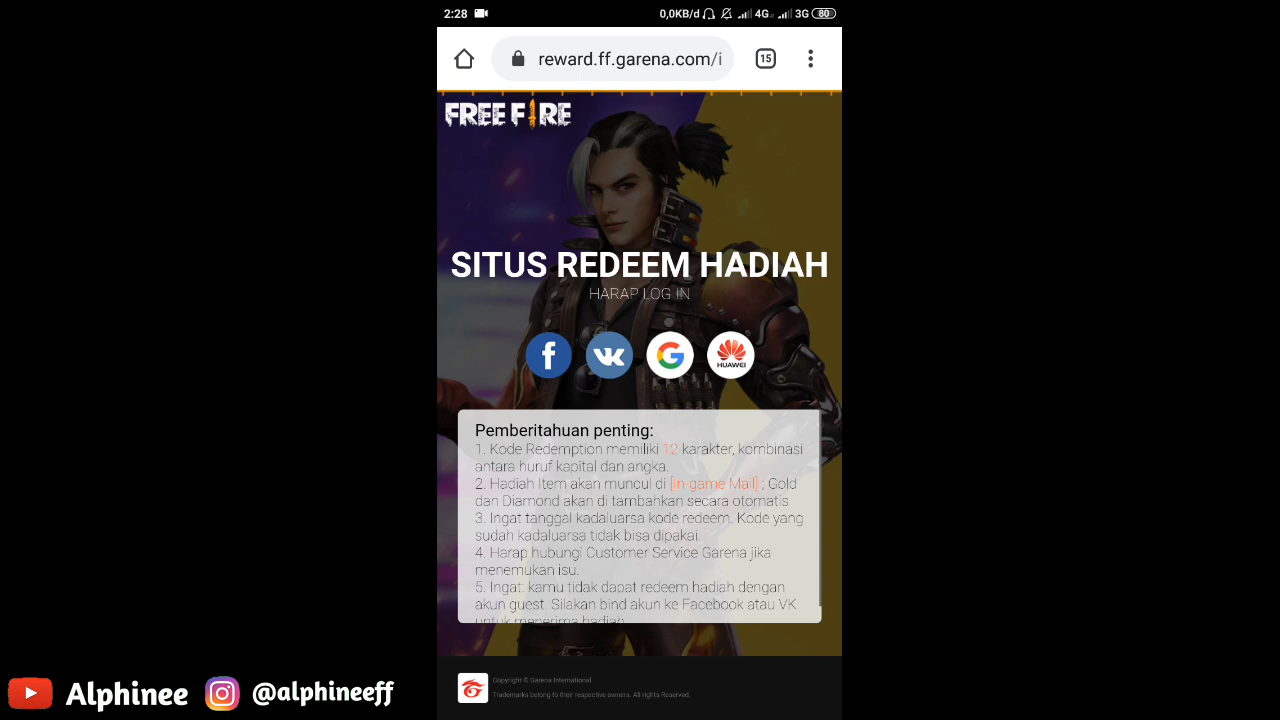 2:28 0,0KB/d 4G 3G 80
reward.ff.garena.com/i
15
FREE FIRE
SITUS REDEEM HADIAH
HARAP LOG IN
HUAWEI
Pemberitahuan penting:
1. Kode Redemption memiliki 12 karakter, kombinasi
antara huruf kapital dan angka.
2. Hadiah Item akan muncul di [In-game Mail] ; Gold
dan Diamond akan di tambahkan secara otomatis
3. Ingat tanggal kadaluarsa kode redeem. Kode yang
sudah kadaluarsa tidak bisa dipakai.
4. Harap hubungi Customer Service Garena jika
menemukan isu.
5. Ingat: kamu tidak dapat redeem hadiah dengan
akun guest. Silakan bind akun ke Facebook atau VK
untuk menerima hadiah
Copyright © Garena International
Trademarks belong to their respective owners. All rights Reserved.
Alphinee @alphineeff